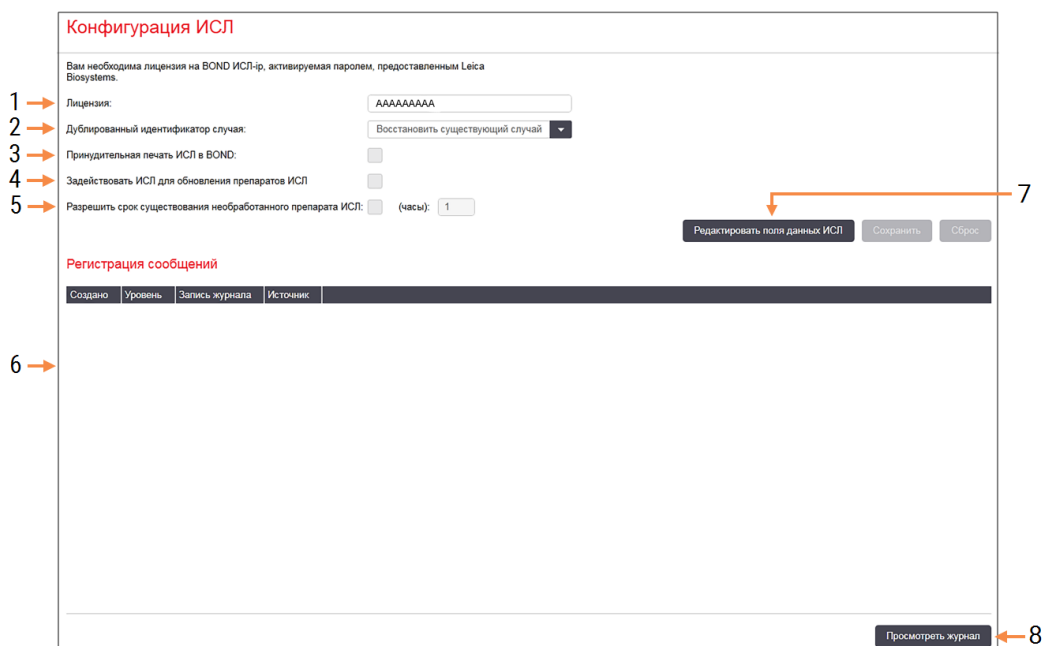 Конфигурация ИСЛ
Вам необходима лицензия на BOND ИСЛ-ip, активируемая паролем, предоставленным Leica
Biosystems.
1 Лицензия: AAAAAAAAA
2 Дублированный идентификатор случая: Восстановить существующий случай
3 Принудительная печать ИСЛ в BOND:
4 Задействовать ИСЛ для обновления препаратов ИСЛ
5 Разрешить срок существования необработанного препарата ИСЛ: (часы): 1
7
Редактировать поля данных ИСЛ Сохранить Сброс
Регистрация сообщений
Создано Уровень Запись журнала Источник
6
Просмотреть журнал 8